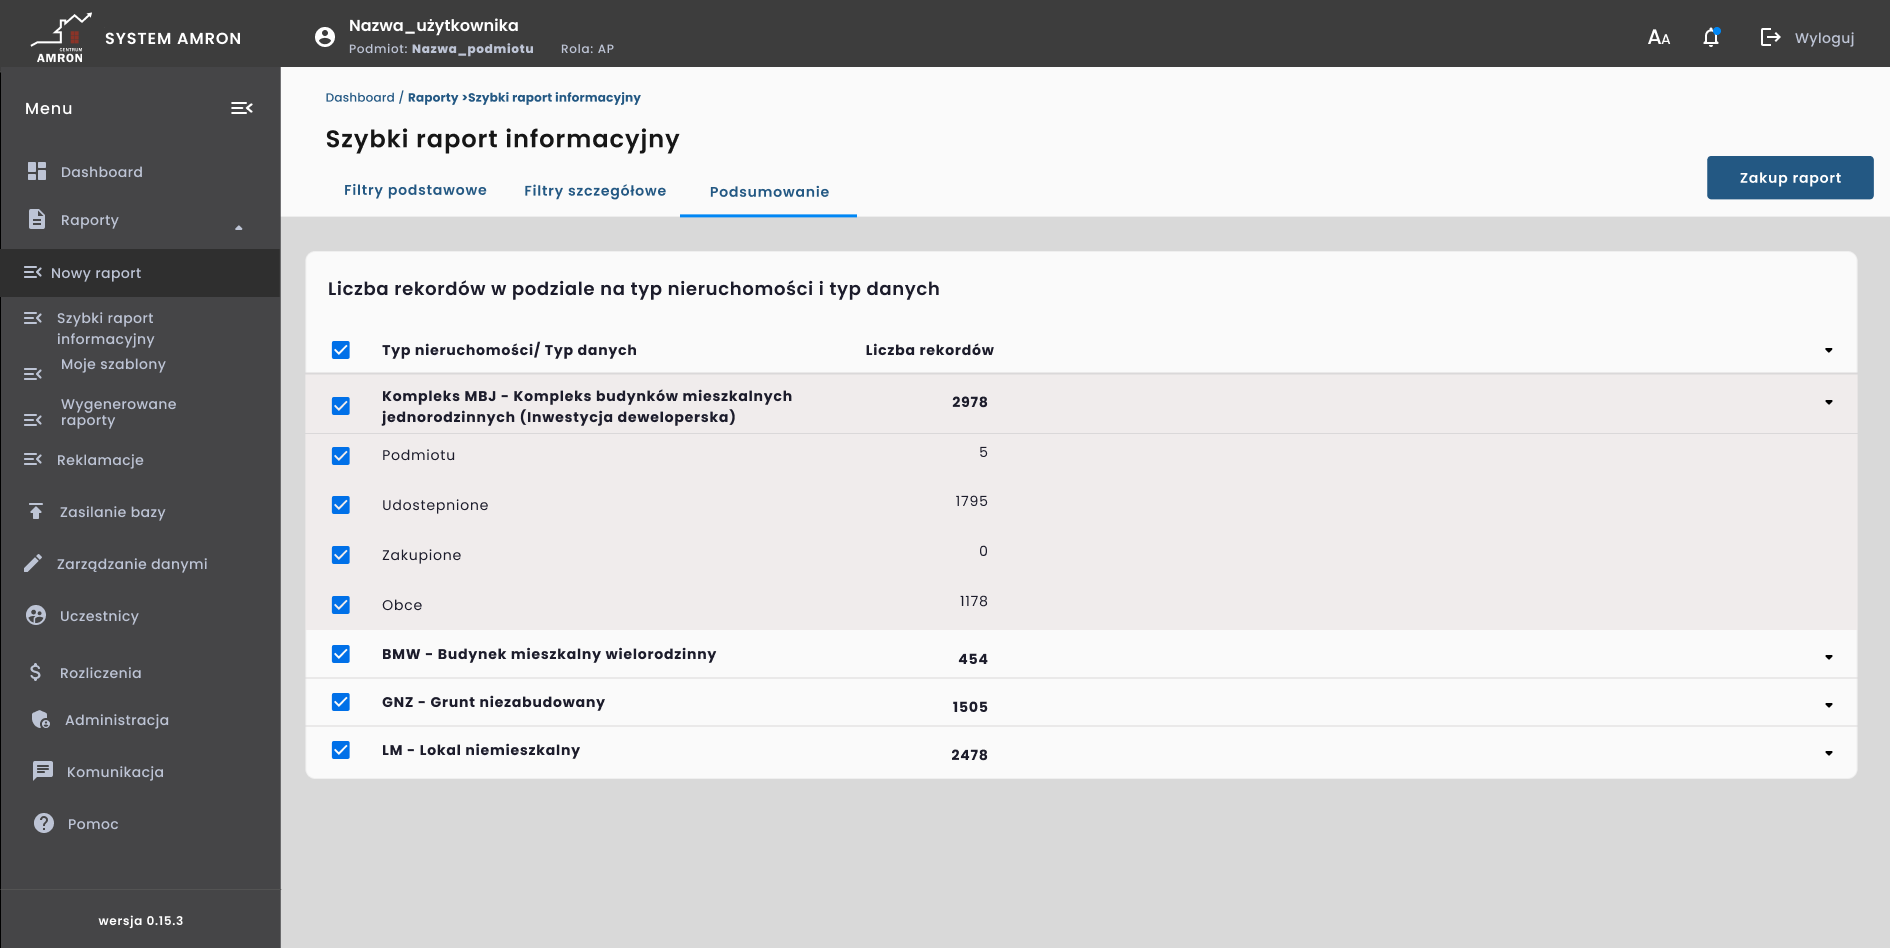 CENTRUM
AMRON
SYSTEM AMRON
Nazwa_użytkownika
Podmiot: Nazwa_podmiotu Rola: AP
AA
Wyloguj
Menu
Dashboard
Raporty
Nowy raport
Szybki raport
informacyjny
Moje szablony
Wygenerowane
raporty
Reklamacje
Zasilanie bazy
Zarządzanie danymi
Uczestnicy
Rozliczenia
Administracja
Komunikacja
Pomoc
wersja 0.15.3
Dashboard / Raporty >Szybki raport informacyjny
Szybki raport informacyjny
Filtry podstawowe Filtry szczegółowe Podsumowanie
Zakup raport
Liczba rekordów w podziale na typ nieruchomości i typ danych
Typ nieruchomości/ Typ danych Liczba rekordów
Kompleks MBJ - Kompleks budynków mieszkalnych
jednorodzinnych (Inwestycja deweloperska) 2978
Podmiotu 5
Udostepnione 1795
Zakupione 0
Obce 1178
BMW - Budynek mieszkalny wielorodzinny 454
GNZ - Grunt niezabudowany 1505
LM - Lokal niemieszkalny 2478